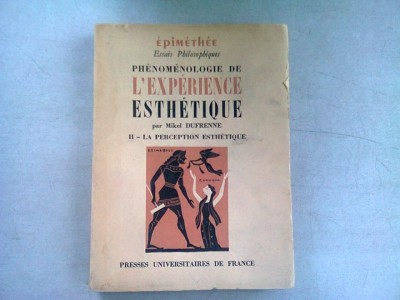 épiméthée
Essais Philosophiques
PHÉNOMÉNOLOGIE DE
L'EXPÉRIENCE
ESTHÉTIQUE
par Mikel DUFRENNE
II. - LA PERCEPTION ESTHÉTIQUE
PRESSES UNIVERSITAIRES DE FRANCE